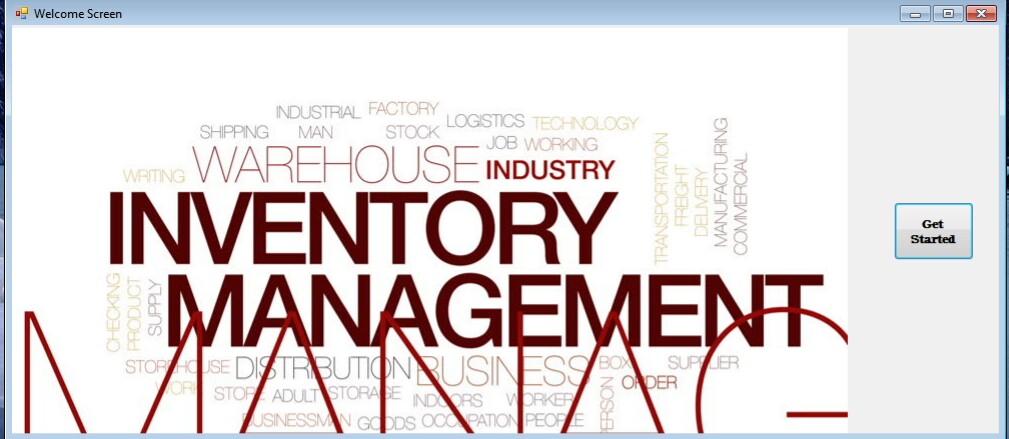 Welcome Screen
INDUSTRIAL FACTORY
LOGISTICS TECHNOLOGY
SHIPPING MAN STOCK
JOB WORKING
WRITING WAREHOUSE INDUSTRY
INVENTORY
MANAGEMENT
TRANSPORTATION
FREIGHT
DELIVERY
MANUFACTURING
COMMERCIAL
Get
Started
CHECKING
PRODUCT
SUPPLY
MANAG
STOREHOUSE DISTRIBUTION BUSINESS BOX SUPPLIER
WORK STORE ADULT STORAGE INDOORS WORKER PERSON ORDER
BUSINESSMAN GOODS OCCUPATION PEOPLE